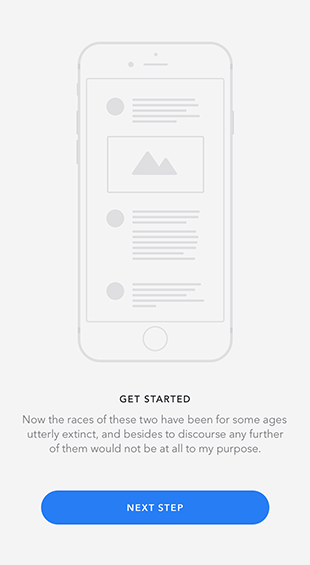 GET STARTED
Now the races of these two have been for some ages
utterly extinct, and besides to discourse any further
of them would not be at all to my purpose.
NEXT STEP